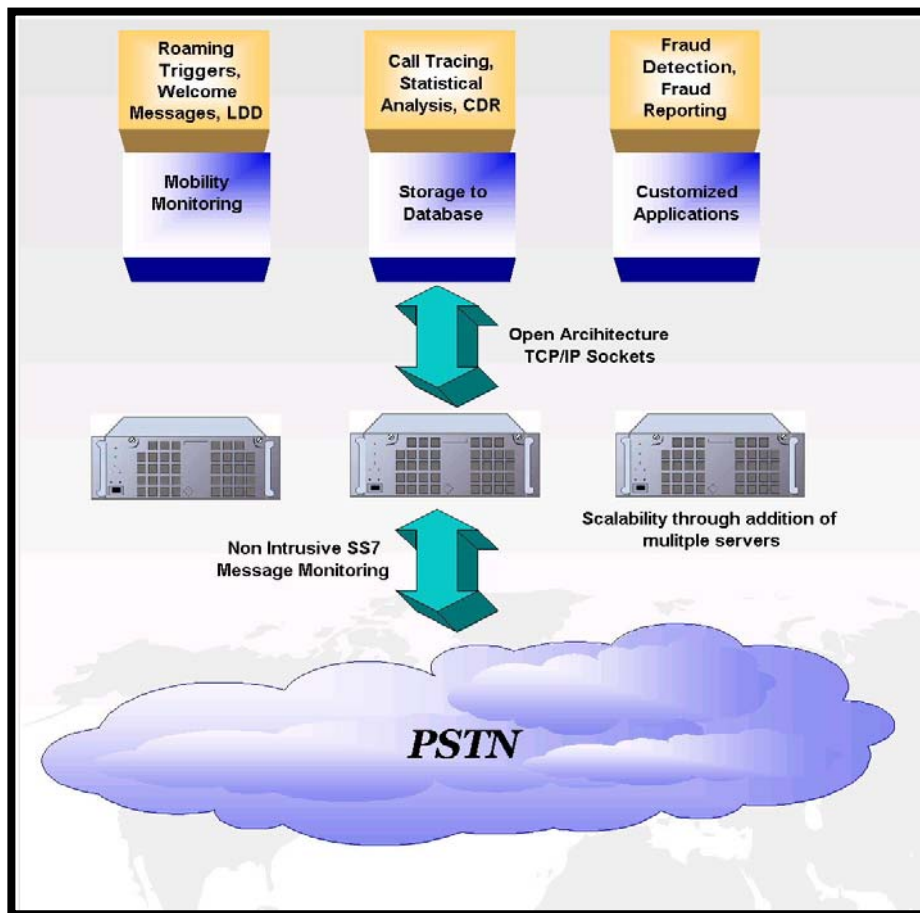 Roaming
Triggers,
Welcome
Messages, LDD
Call Tracing,
Statistical
Analysis, CDR
Fraud
Detection,
Fraud
Reporting
Mobility
Monitoring
Storage to
Database
Customized
Applications
Open Arcihitecture
TCP/IP Sockets
Scalability through addition of
mulitple servers
Non Intrusive SS7
Message Monitoring
PSTN